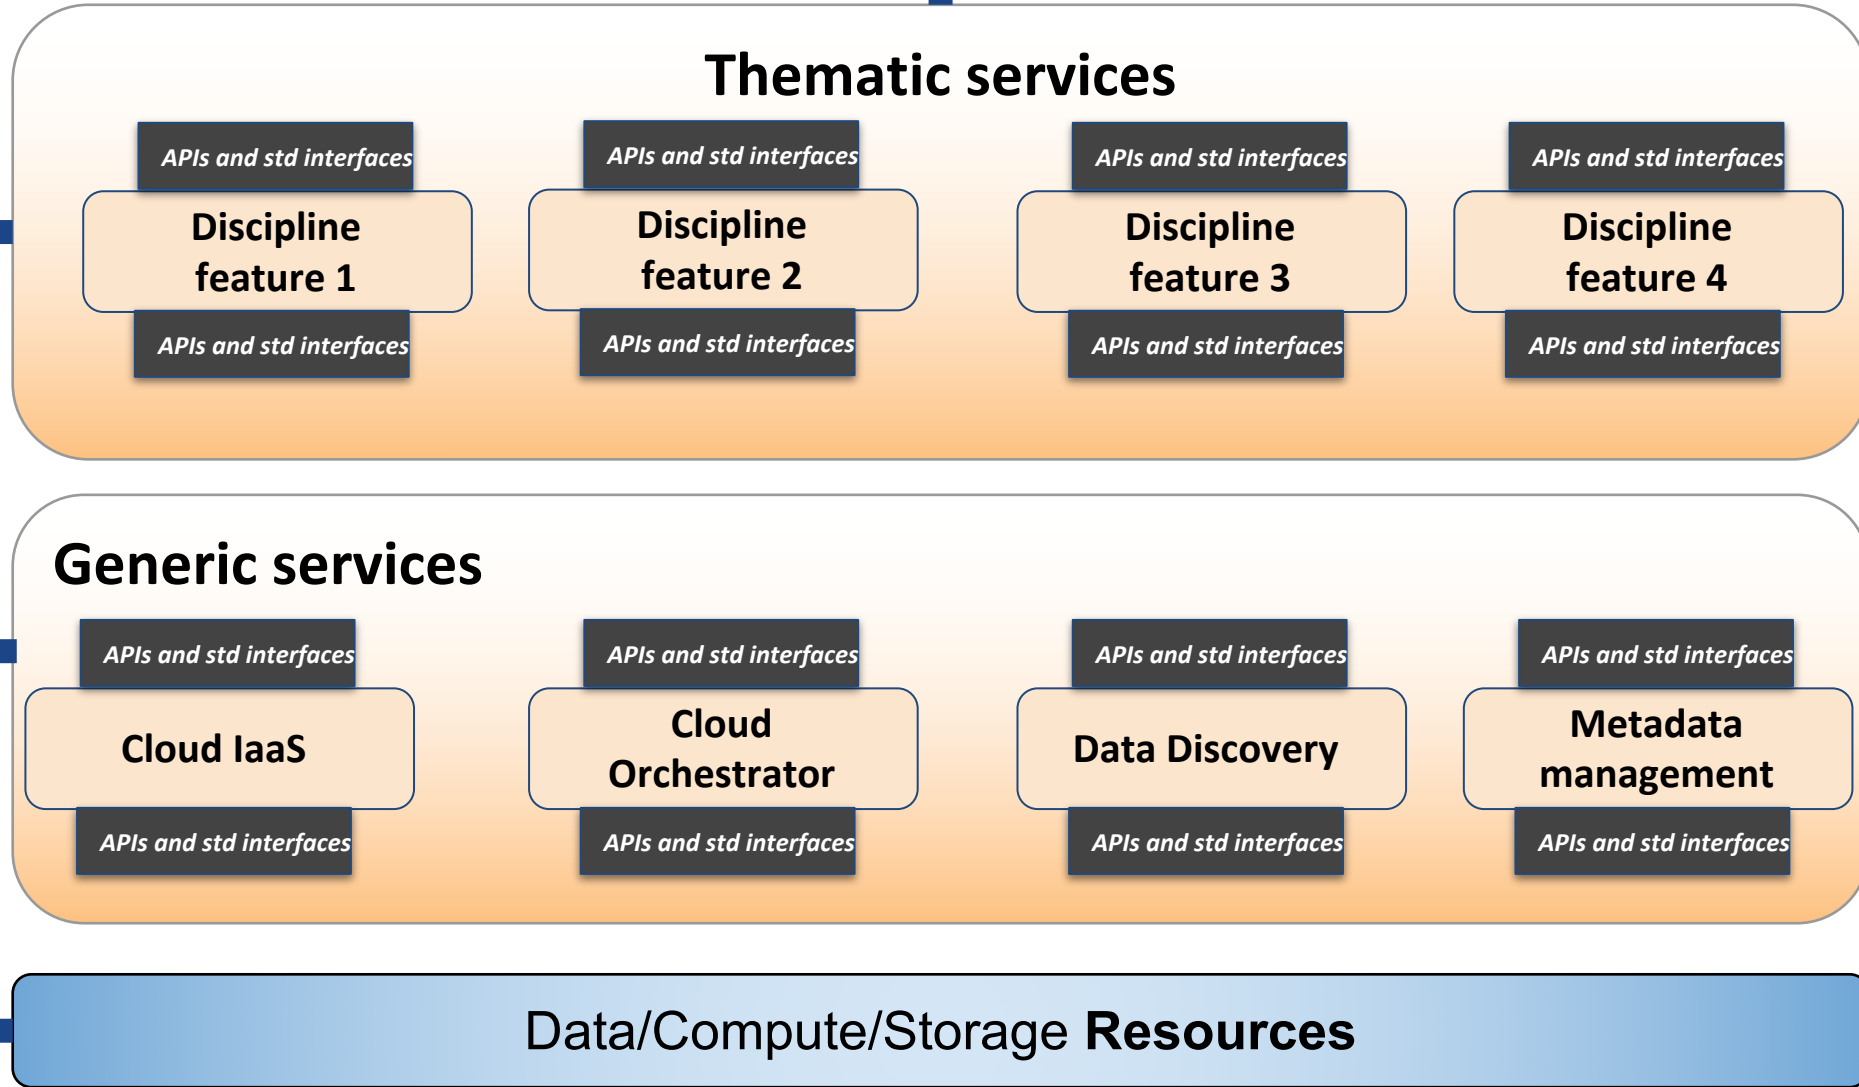 Thematic services
APIs and std interfaces
APIs and std interfaces
APIs and std interfaces
APIs and std interfaces
Discipline
feature 1
Discipline
feature 2
Discipline
feature 3
Discipline
feature 4
APIs and std interfaces
APIs and std interfaces
APIs and std interfaces
APIs and std interfaces
Generic services
APIs and std interfaces
APIs and std interfaces
APIs and std interfaces
APIs and std interfaces
Cloud IaaS
Cloud
Orchestrator
Data Discovery
Metadata
management
APIs and std interfaces
APIs and std interfaces
APIs and std interfaces
APIs and std interfaces
Data/Compute/Storage Resources